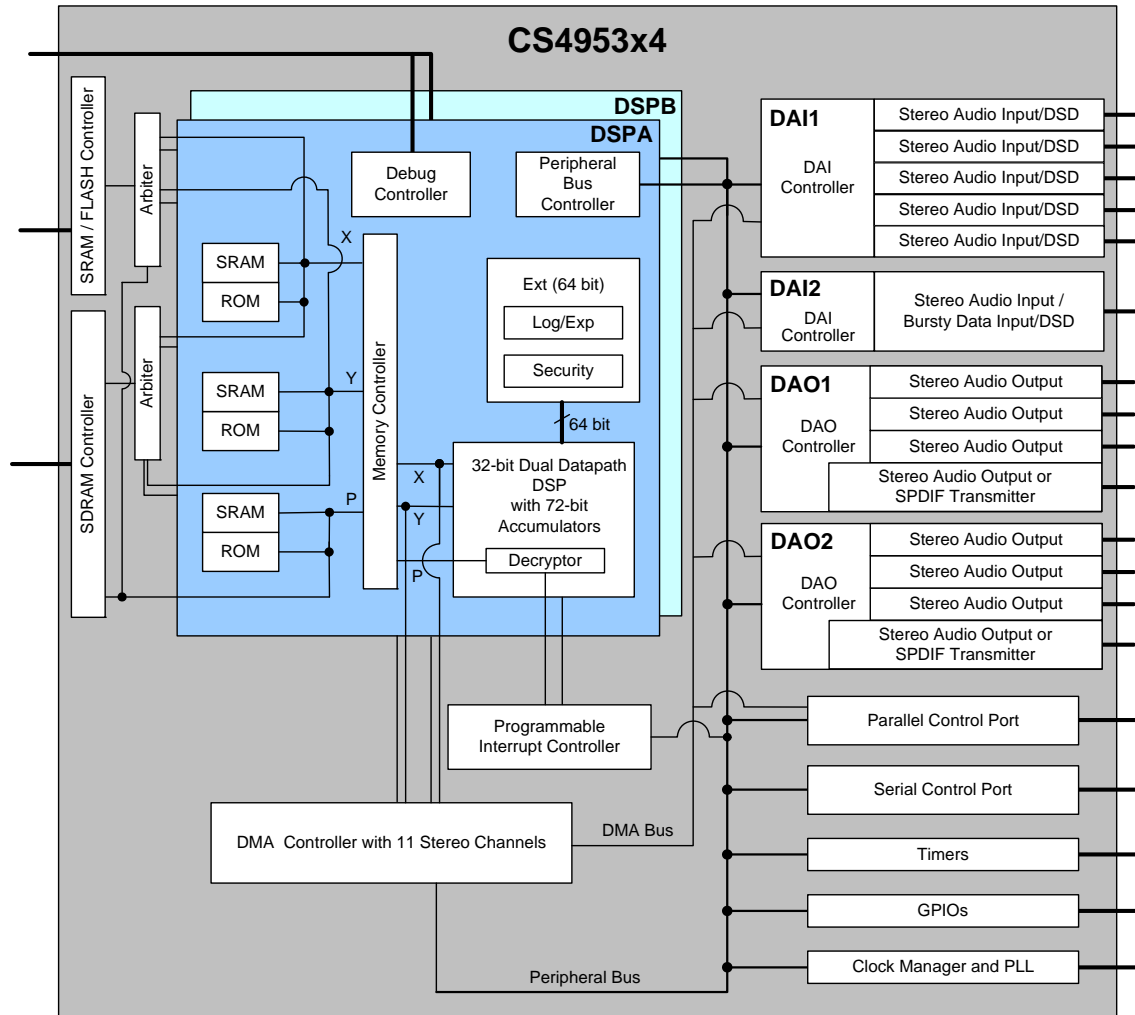 CS4953x4
SRAM / FLASH Controller
SDRAM Controller
Arbiter
Arbiter
DSPB
DSPA
Debug
Controller
Peripheral
Bus
Controller
X
SRAM
ROM
Y
SRAM
ROM
P
SRAM
ROM
Memory Controller
Ext (64 bit)
Log/Exp
Security
64 bit
X
Y
P
32-bit Dual Datapath
DSP
with 72-bit
Accumulators
Decryptor
Programmable
Interrupt Controller
DMA Controller with 11 Stereo Channels
DMA Bus
Peripheral Bus
DAI1
DAI
Controller
Stereo Audio Input/DSD
Stereo Audio Input/DSD
Stereo Audio Input/DSD
Stereo Audio Input/DSD
Stereo Audio Input/DSD
DAI2
DAI
Controller
Stereo Audio Input /
Bursty Data Input/DSD
DAO1
DAO
Controller
Stereo Audio Output
Stereo Audio Output
Stereo Audio Output
Stereo Audio Output or
SPDIF Transmitter
DAO2
DAO
Controller
Stereo Audio Output
Stereo Audio Output
Stereo Audio Output
Stereo Audio Output or
SPDIF Transmitter
Parallel Control Port
Serial Control Port
Timers
GPIOs
Clock Manager and PLL